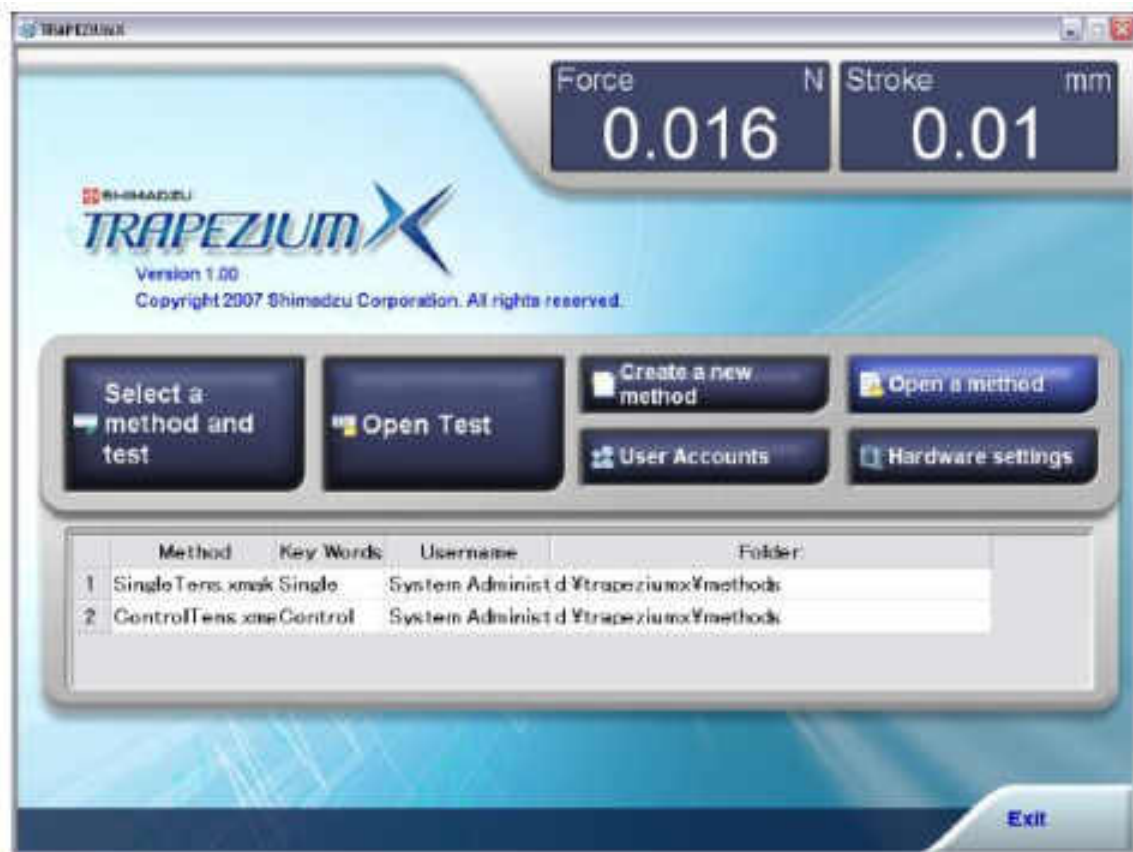 TRAPEZIUMX
Force N
0.016
Stroke mm
0.01
SHIMADZU
TRAPEZIUM X
Version 1.00
Copyright 2007 Shimadzu Corporation. All rights reserved.
Select a
method and
test
Open Test
Create a new
method
Open a method
User Accounts
Hardware settings
Method Key Words Username Folder
1 SingleTens.xmak Single System Administ d:¥trapeziumx¥methods
2 ControlTens.xma Control System Administ d:¥trapeziumx¥methods
Exit